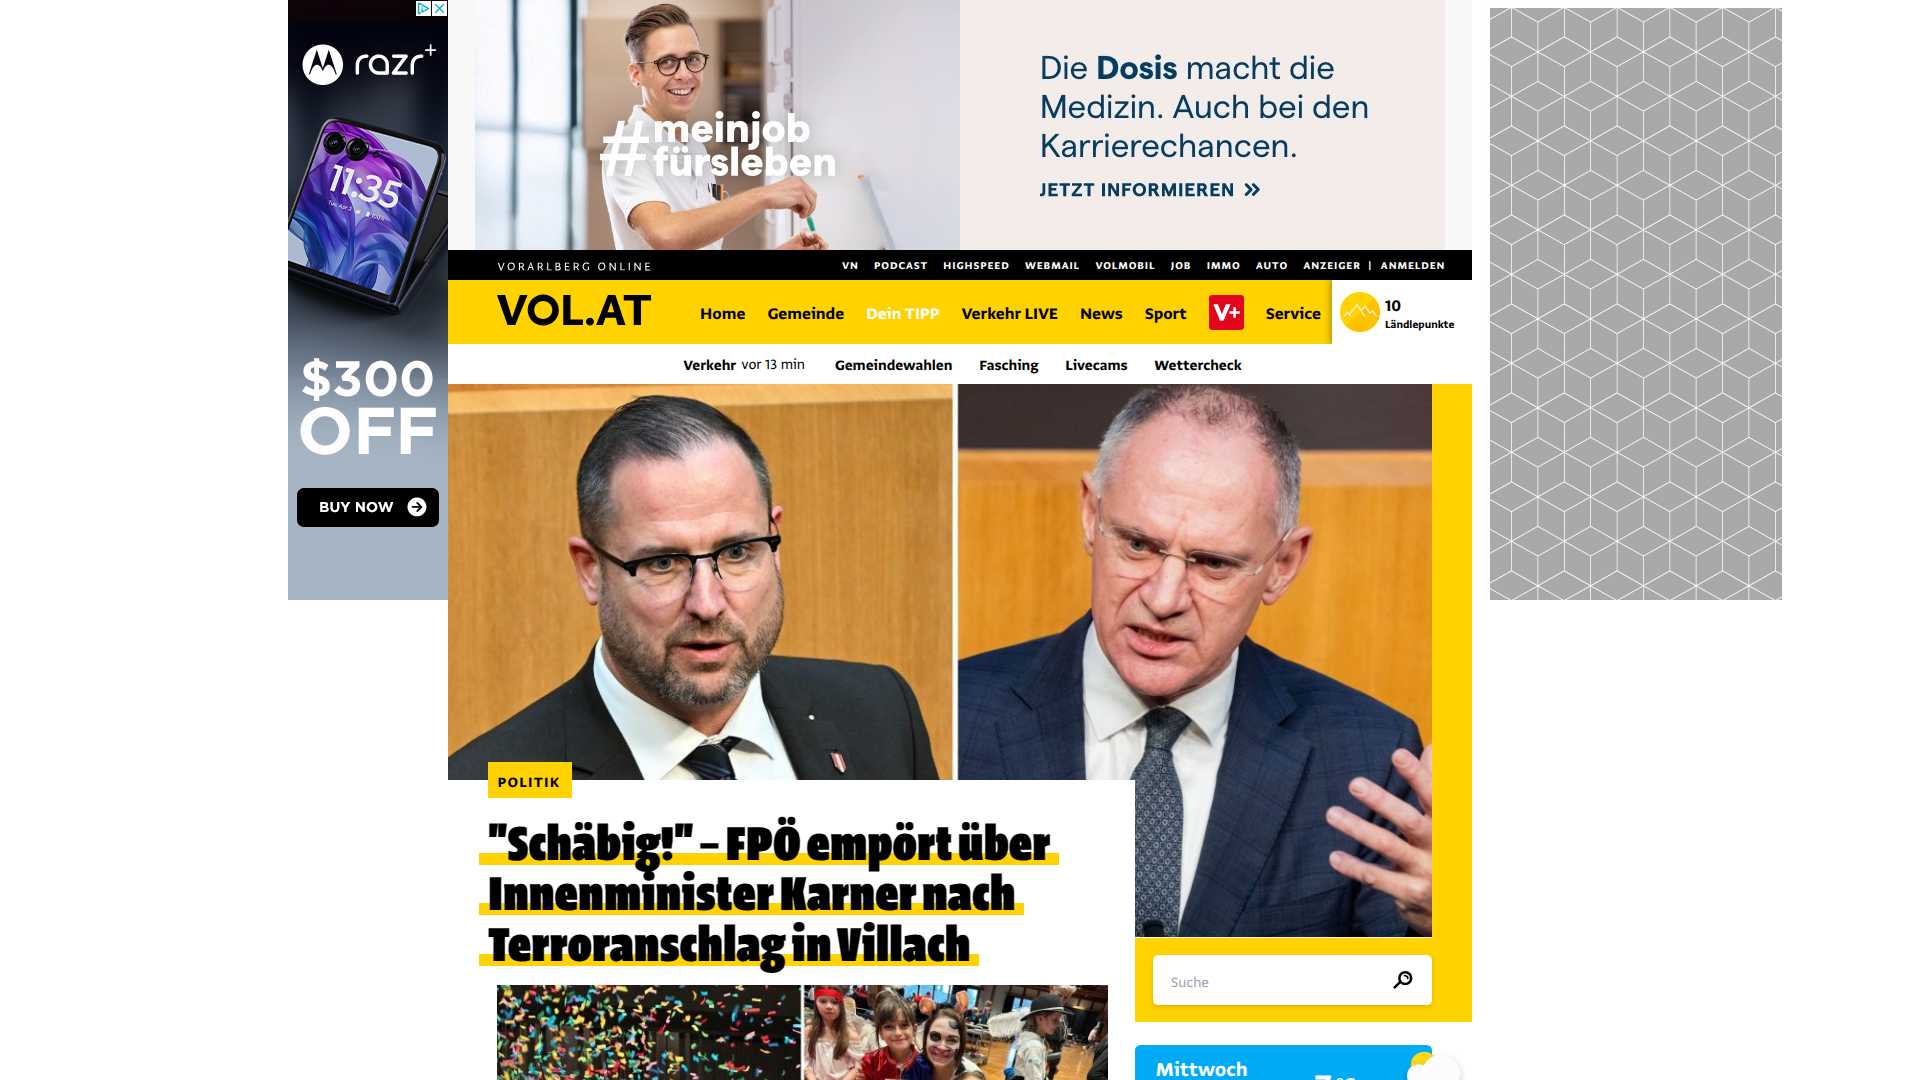 razr+
11:35
$300
OFF
BUY NOW
#meinjob
fürsleben
Die Dosis macht die
Medizin. Auch bei den
Karrierechancen.
JETZT INFORMIEREN
VORARLBERG ONLINE
VN PODCAST HIGHSPEED WEBMAIL VOLMOBIL JOB IMMO AUTO ANZEIGER | ANMELDEN
VOL.AT
Home Gemeinde Dein TIPP Verkehr LIVE News Sport V+ Service
10
Ländlepunkte
Verkehr vor 13 min Gemeindewahlen Fasching Livecams Wettercheck
POLITIK
"Schäbig!" – FPÖ empört über
Innenminister Karner nach
Terroranschlag in Villach
Suche
Mittwoch